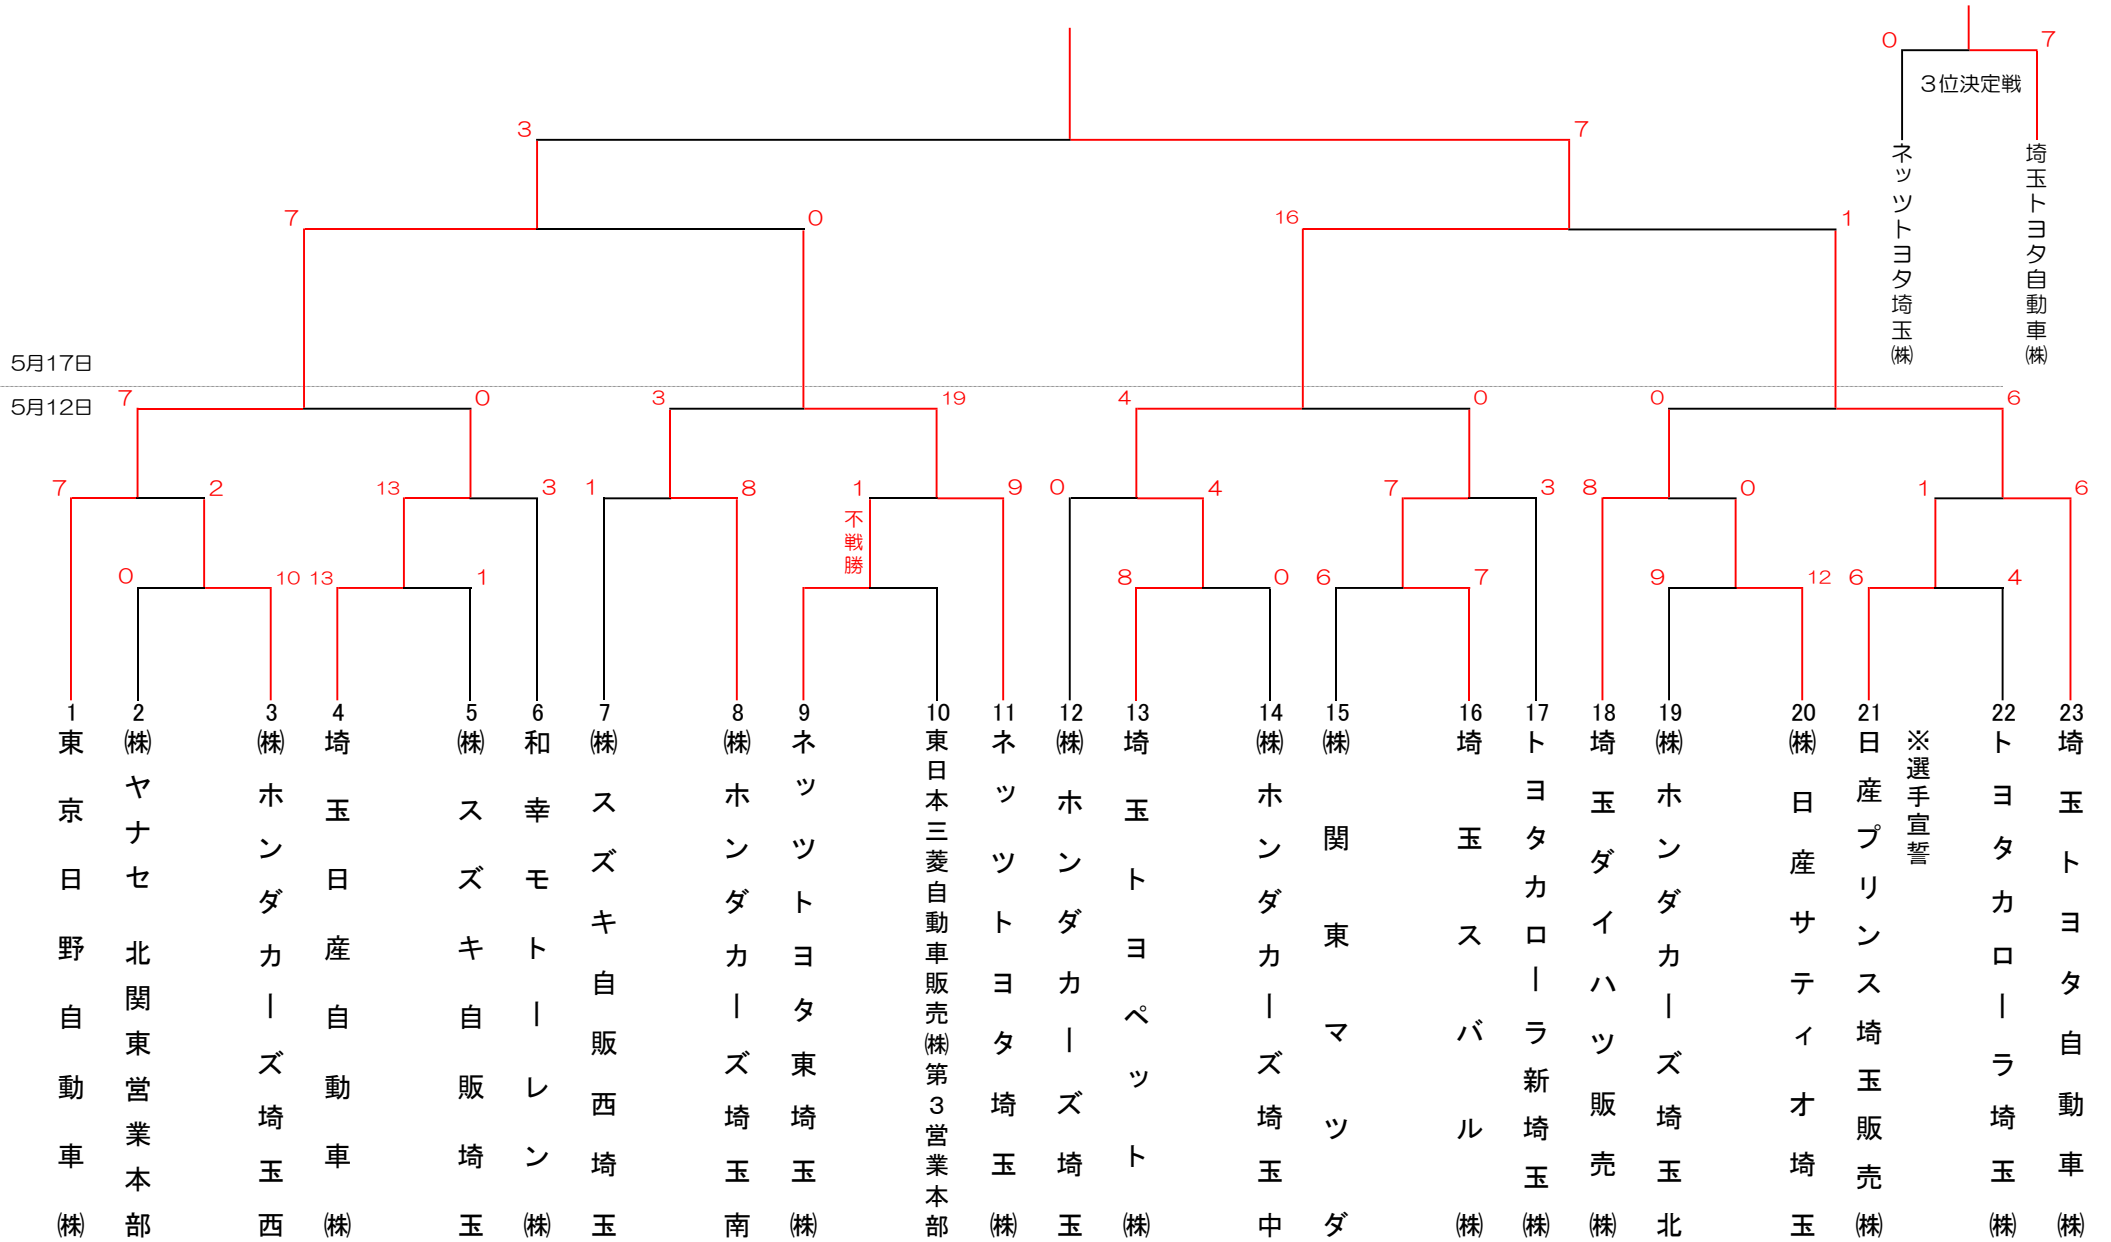 0
7
3位決定戦
ネッツトヨタ埼玉㈱
埼玉トヨタ自動車㈱
3
7
7
0
16
1
5月17日
5月12日
7
0
3
19
4
0
0
6
7
2
13
3
1
8
1
9
0
4
7
3
8
0
1
6
不戦勝
0
10
13
1
8
0
6
7
9
12
6
4
1
2
3
4
5
6
7
8
9
10
11
12
13
14
15
16
17
18
19
20
21
22
23
東京日野自動車㈱
㈱ヤナセ 北関東営業本部
㈱ホンダカーズ埼玉西
埼玉日産自動車㈱
㈱スズキ自販埼玉
和幸モトーレン㈱
㈱スズキ自販西埼玉
㈱ホンダカーズ埼玉南
ネッツトヨタ東埼玉㈱
東日本三菱自動車販売㈱第3営業本部
ネッツトヨタ埼玉㈱
㈱ホンダカーズ埼玉
埼玉トヨペット㈱
㈱ホンダカーズ埼玉中
㈱関東マツダ
埼玉スバル㈱
トヨタカローラ新埼玉㈱
埼玉ダイハツ販売㈱
㈱ホンダカーズ埼玉北
㈱日産サティオ埼玉
日産プリンス埼玉販売㈱
※選手宣誓
トヨタカローラ埼玉㈱
埼玉トヨタ自動車㈱